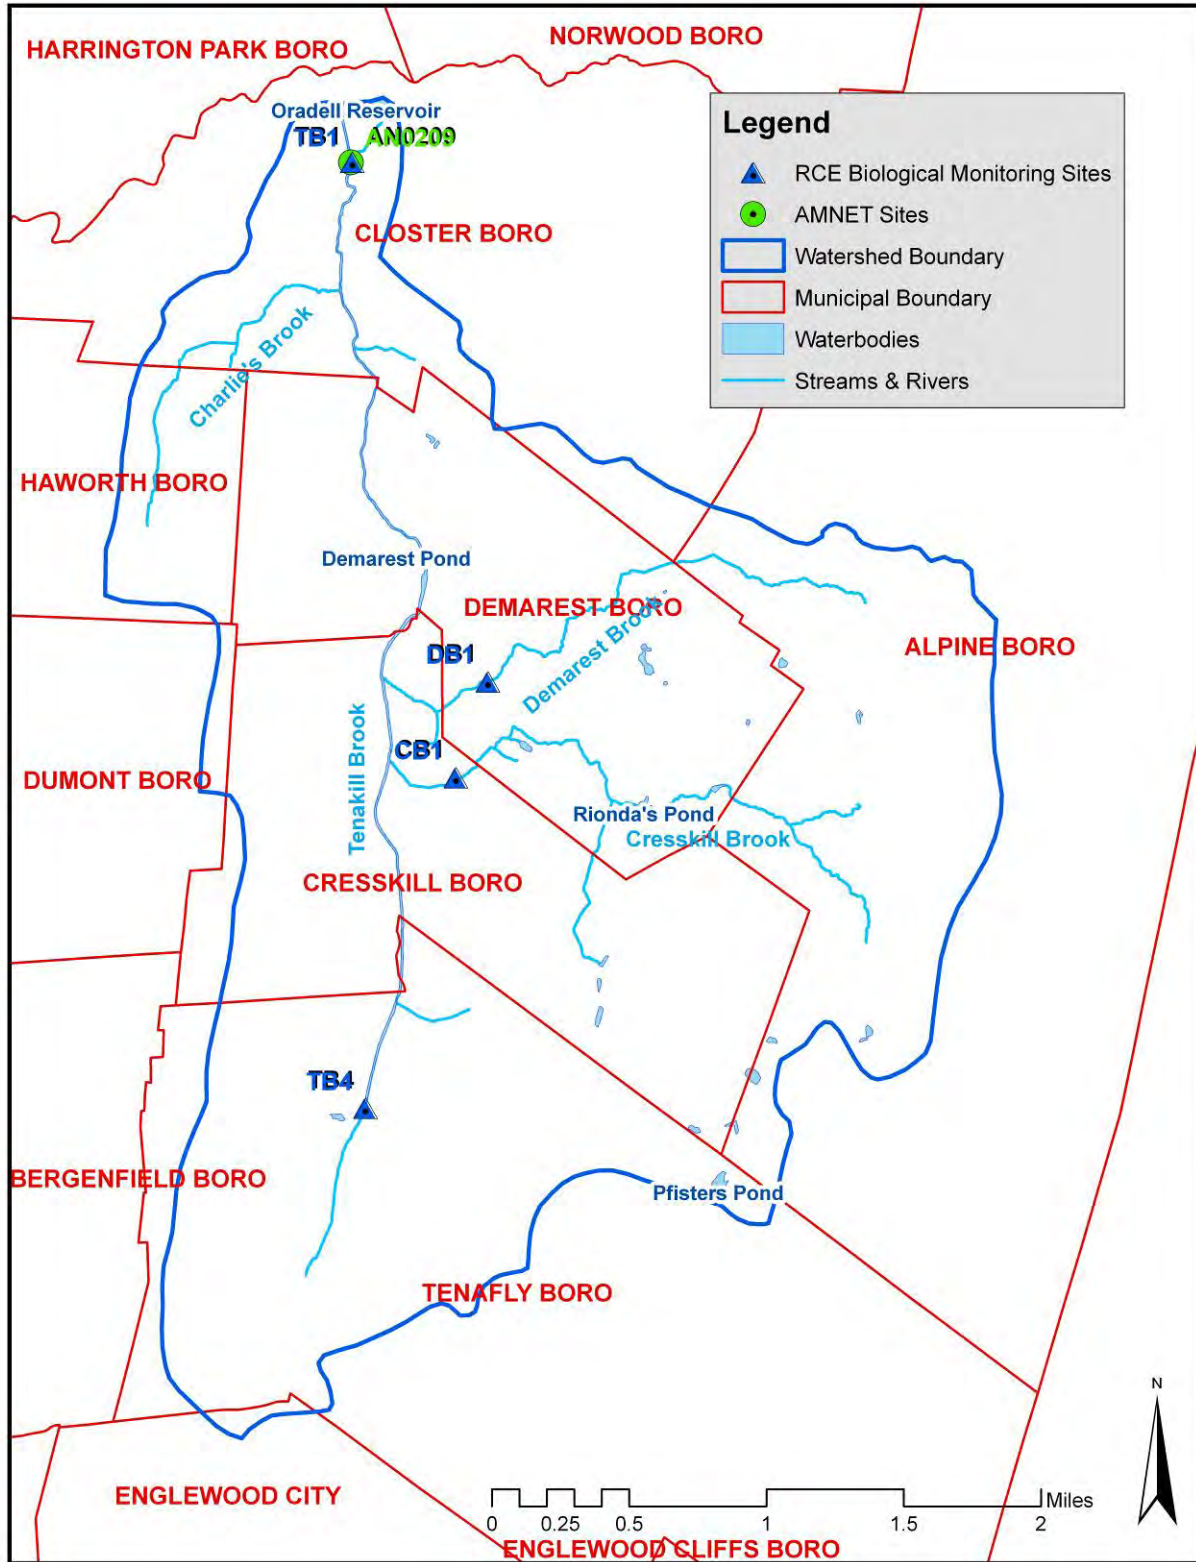 HARRINGTON PARK BORO
NORWOOD BORO
Oradell Reservoir
TB1
AN0209
CLOSTER BORO
Legend
RCE Biological Monitoring Sites
AMNET Sites
Watershed Boundary
Municipal Boundary
Waterbodies
Streams & Rivers
Charlie's Brook
HAWORTH BORO
Demarest Pond
DEMAREST BORO
DB1
Demarest Brook
ALPINE BORO
CB1
Tenakill Brook
DUMONT BORO
Rionda's Pond
Cresskill Brook
CRESSKILL BORO
TB4
BERGENFIELD BORO
Pfisters Pond
TENAFLY BORO
N
ENGLEWOOD CITY
Miles
0 0.25 0.5 1 1.5 2
ENGLEWOOD CLIFFS BORO